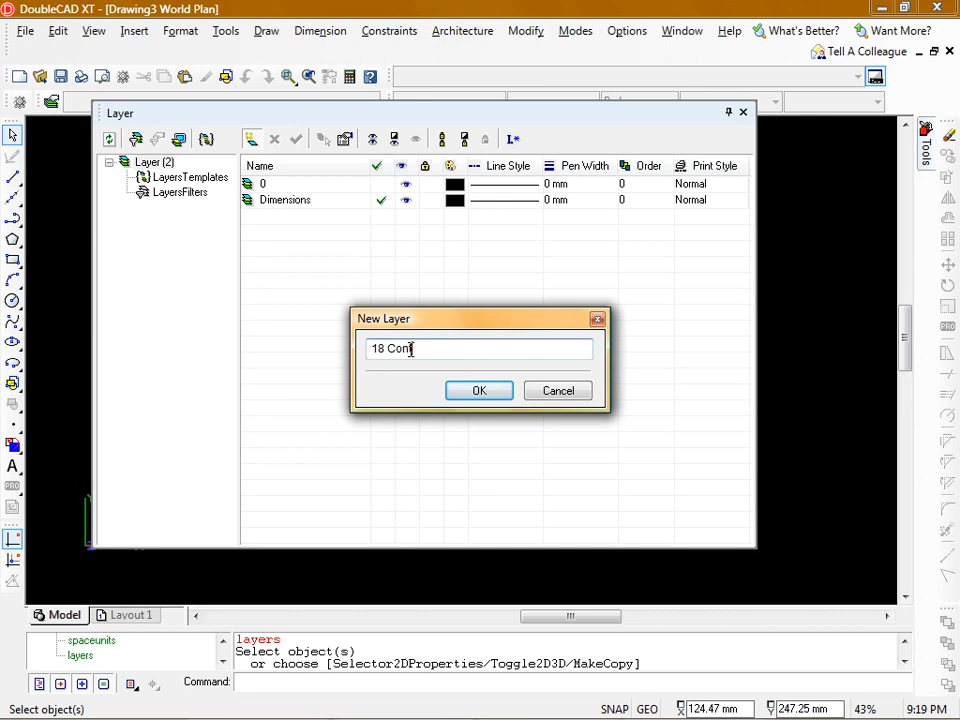 DoubleCAD XT - [Drawing3 World Plan]
File Edit View Insert Format Tools Draw Dimension Constraints Architecture Modify Modes Options Window Help What's Better? Want More?
Tell A Colleague
Layer
Name Line Style Pen Width Order Print Style
Layer (2)
LayersTemplates
LayersFilters
0 0 mm 0 Normal
Dimensions 0 mm 0 Normal
Tools
PRO
New Layer
18 Con
OK Cancel
A
PRO
Model Layout 1
spaceunits
layers
layers
Select object(s)
or choose [Selector2DProperties/Toggle2D3D/MakeCopy]
Command:
Select object(s) SNAP GEO X 124.47 mm Y 247.25 mm 43% 9:19 PM